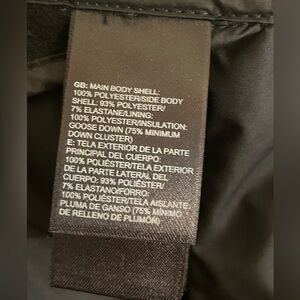 GB: MAIN BODY SHELL:
100% POLYESTER/SIDE BODY
SHELL: 93% POLYESTER/
7% ELASTANE/LINING:
100% POLYESTER/INSULATION:
GOOSE DOWN (75% MINIMUM
DOWN CLUSTER)
E: TELA EXTERIOR DE LA PARTE
PRINCIPAL DEL CUERPO:
100% POLIÉSTER/TELA EXTERIOR
DE LA PARTE LATERAL DEL
CUERPO: 93% POLIÉSTER/
7% ELASTANO/FORRO:
100% POLIÉSTER/TELA AISLANTE:
PLUMA DE GANSO (75% MÍNIMO
DE RELLENO DE PLUMÓN)